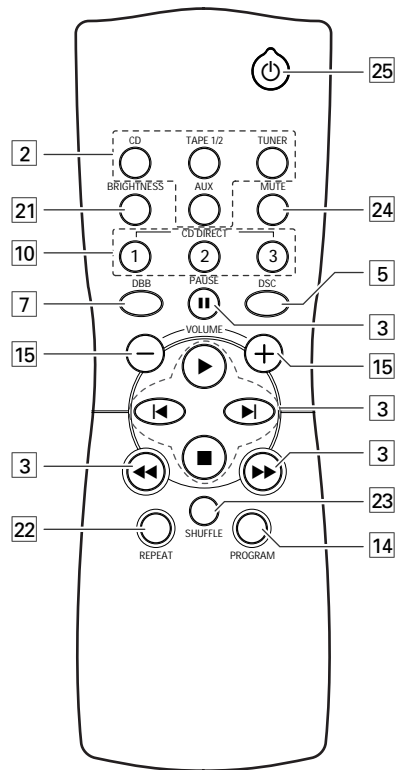 25
CD TAPE 1/2 TUNER
2
BRIGHTNESS AUX MUTE
21 24
CD DIRECT
10 1 2 3
5
DBB PAUSE DSC
7
3
VOLUME
15 − + 15
3
3 3
23
22 SHUFFLE 14
REPEAT PROGRAM